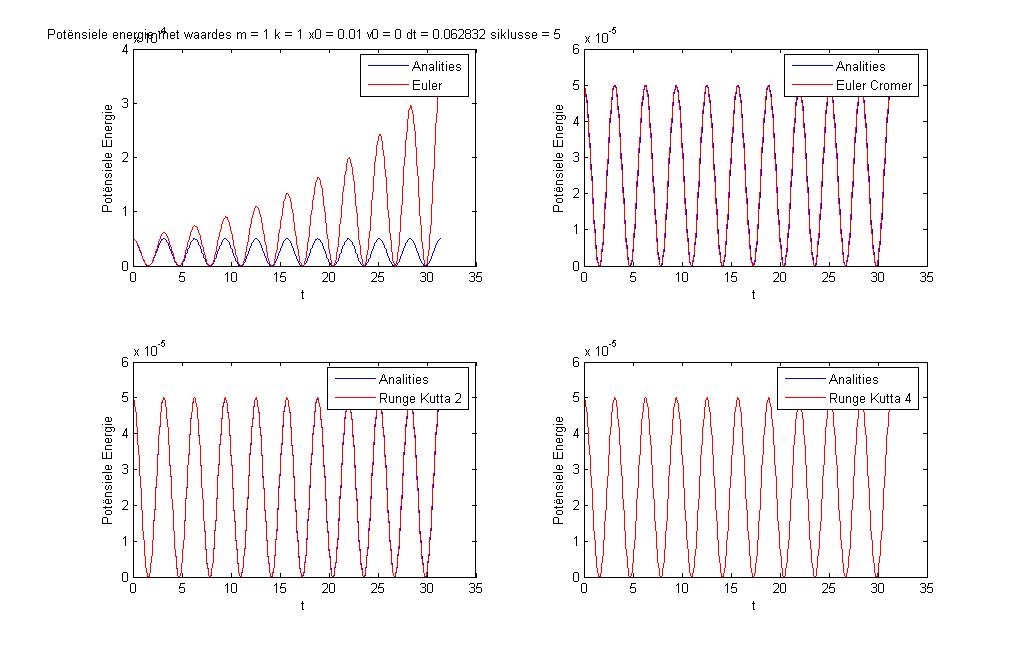 Potënsiele energie met waardes m = 1 k = 1 x0 = 0.01 v0 = 0 dt = 0.062832 siklusse = 5
x 10-4
4
3
2
1
0
0 5 10 15 20 25 30 35
t
Potënsiele Energie
Analities
Euler
x 10-5
6
5
4
3
2
1
0
0 5 10 15 20 25 30 35
t
Potënsiele Energie
Analities
Euler Cromer
x 10-5
6
5
4
3
2
1
0
0 5 10 15 20 25 30 35
t
Potënsiele Energie
Analities
Runge Kutta 2
x 10-5
6
5
4
3
2
1
0
0 5 10 15 20 25 30 35
t
Potënsiele Energie
Analities
Runge Kutta 4